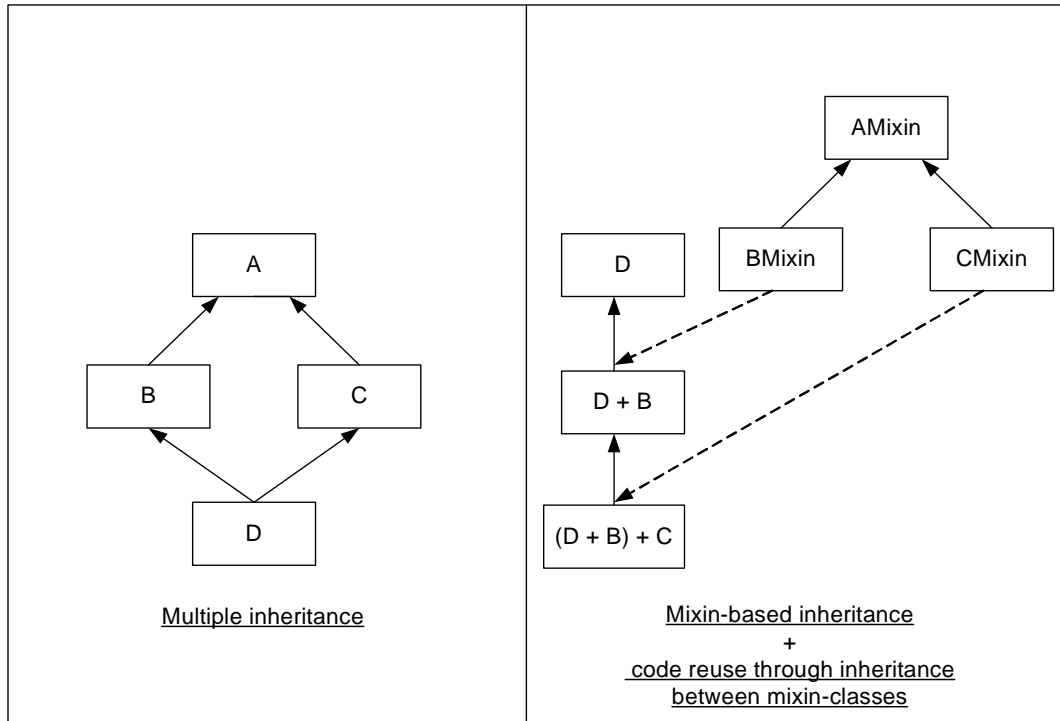 A
B
C
D
Multiple inheritance
AMixin
D
BMixin
CMixin
D + B
(D + B) + C
Mixin-based inheritance
+
code reuse through inheritance
between mixin-classes